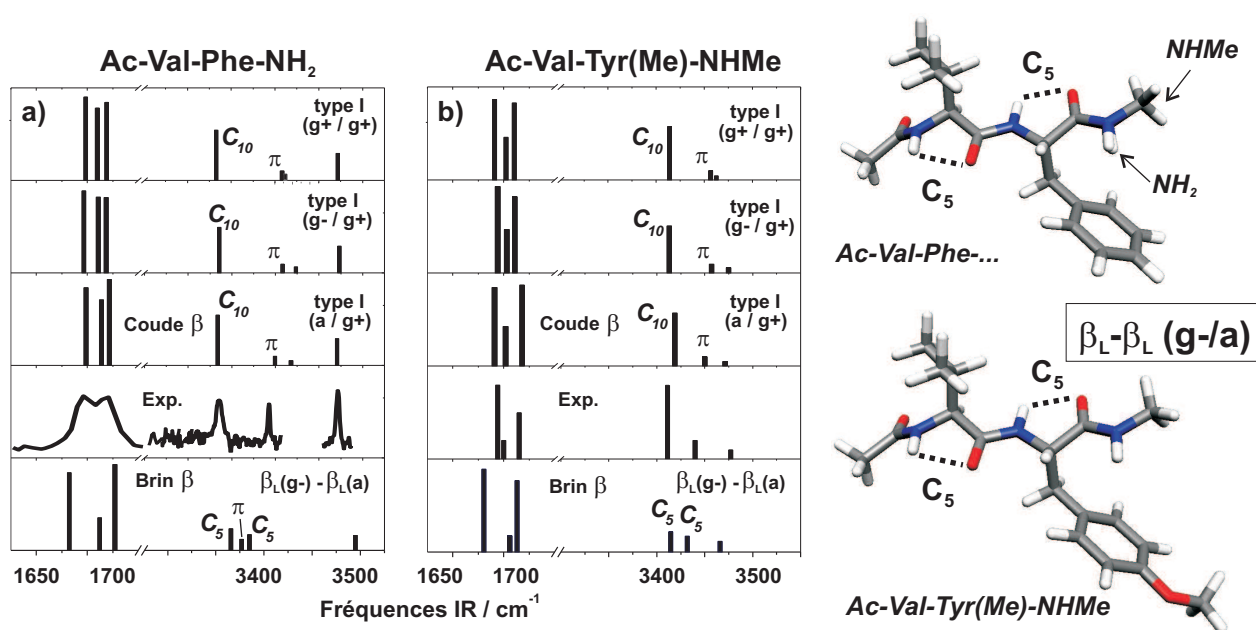 Ac-Val-Phe-NH2
a)
type I
(g+ / g+)
C10
π
type I
(g- / g+)
C10
π
type I
(a / g+)
C10
Coude β
π
Exp.
Brin β
βL(g-) - βL(a)
C5
π
C5
1650
1700
3400
3500
Ac-Val-Tyr(Me)-NHMe
b)
type I
(g+ / g+)
C10
π
type I
(g- / g+)
C10
π
type I
(a / g+)
C10
Coude β
π
Exp.
Brin β
βL(g-) - βL(a)
C5
C5
1650
1700
3400
3500
Fréquences IR / cm-1
C5
NHMe
C5
NH2
Ac-Val-Phe-...
βL-βL (g-/a)
C5
C5
Ac-Val-Tyr(Me)-NHMe